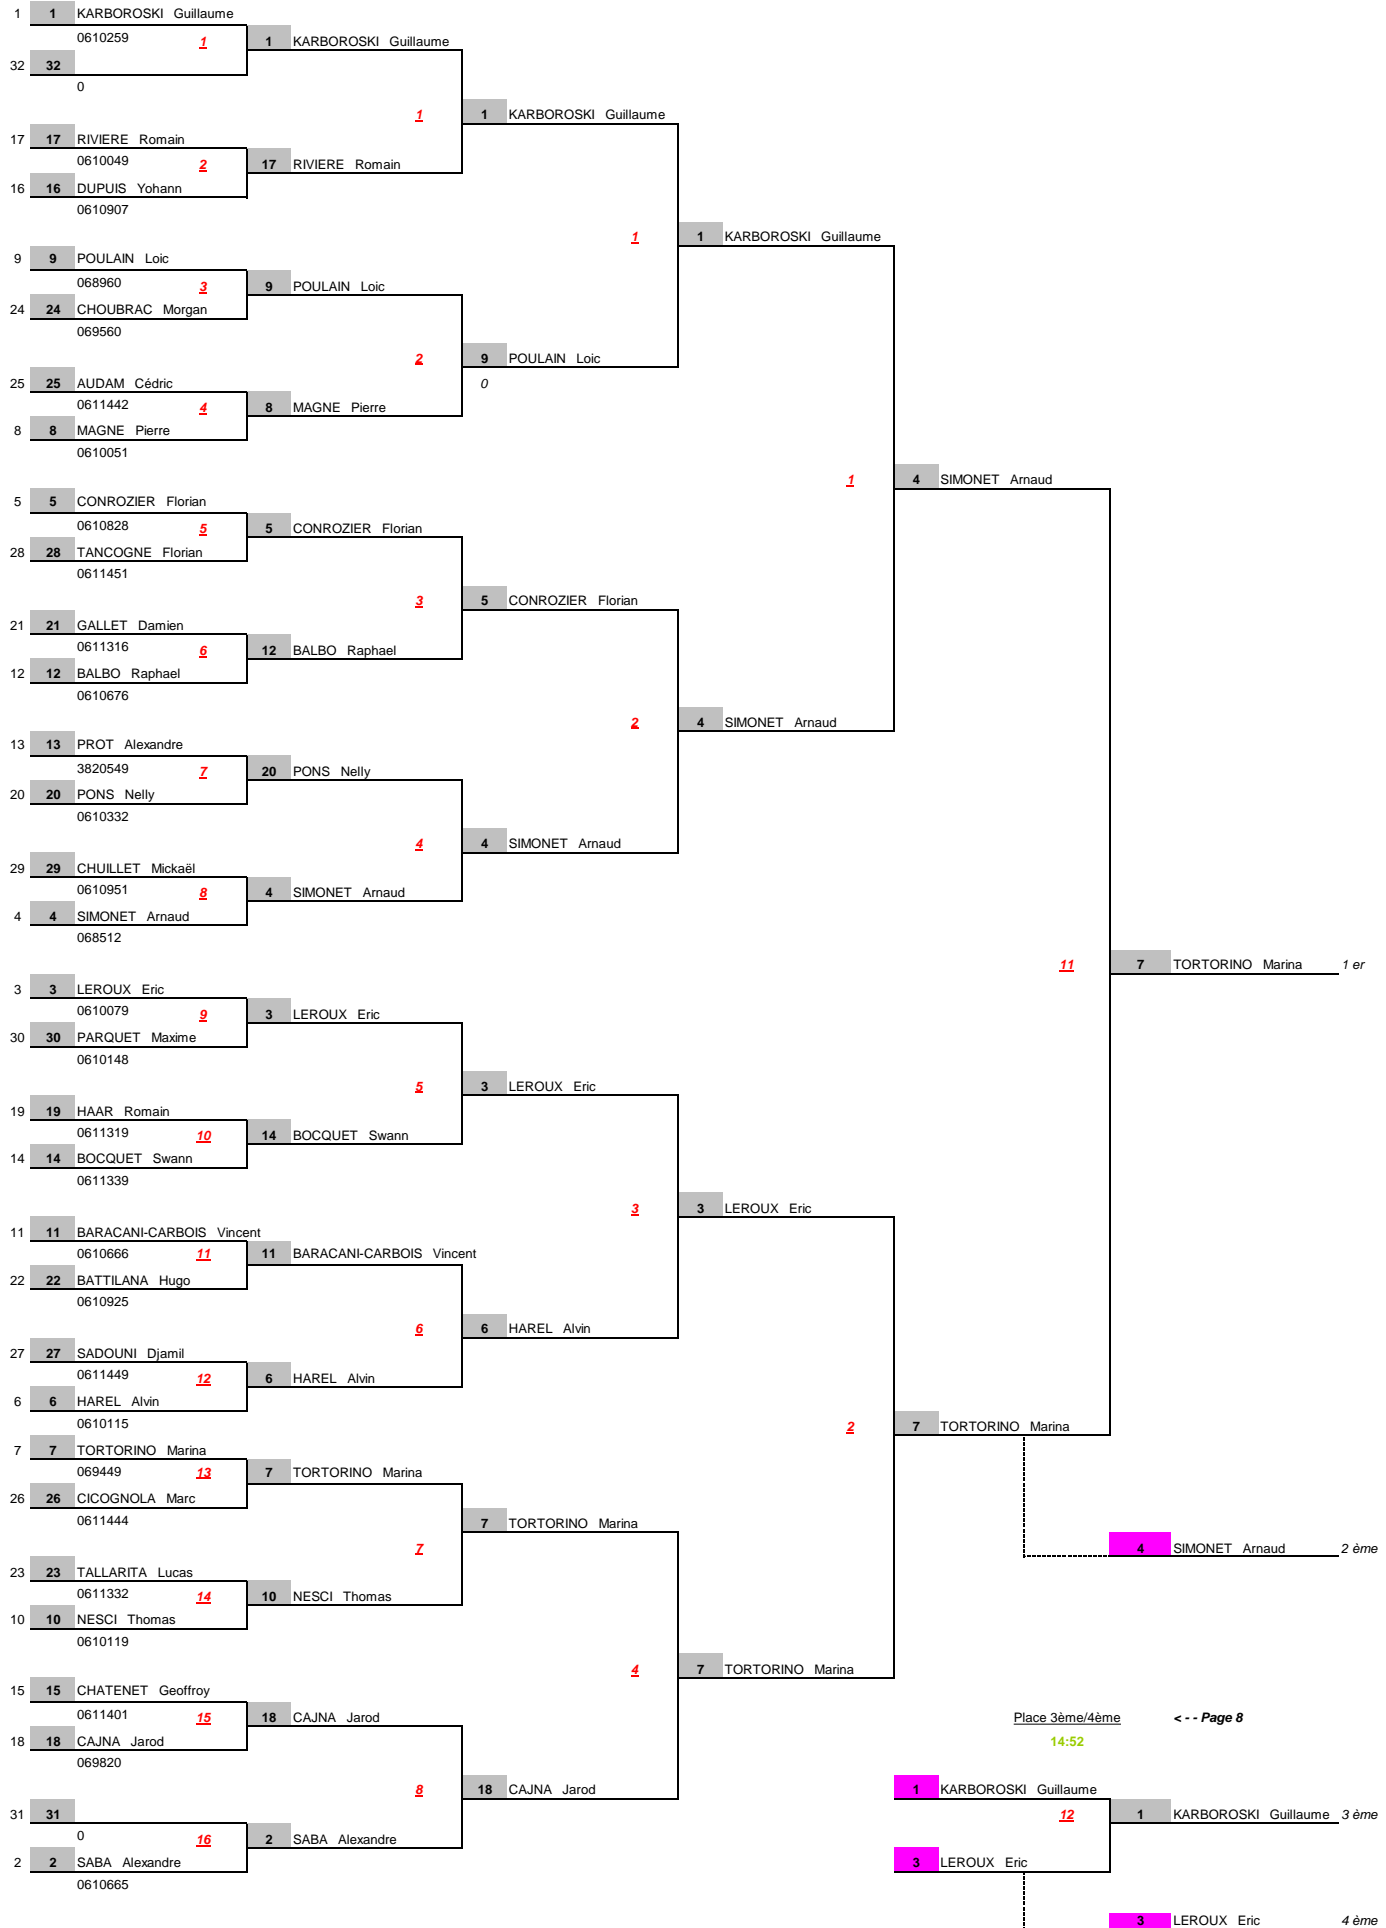 1 1 KARBOROSKI Guillaume
0610259 1 1 KARBOROSKI Guillaume
32 32
0
1 1 KARBOROSKI Guillaume
17 17 RIVIERE Romain
0610049 2 17 RIVIERE Romain
16 16 DUPUIS Yohann
0610907
1 1 KARBOROSKI Guillaume
9 9 POULAIN Loic
068960 3 9 POULAIN Loic
24 24 CHOUBRAC Morgan
069560
2 9 POULAIN Loic
25 25 AUDAM Cédric 0
0611442 4 8 MAGNE Pierre
8 8 MAGNE Pierre
0610051
1 4 SIMONET Arnaud
5 5 CONROZIER Florian
0610828 5 5 CONROZIER Florian
28 28 TANCOGNE Florian
0611451
3 5 CONROZIER Florian
21 21 GALLET Damien
0611316 6 12 BALBO Raphael
12 12 BALBO Raphael
0610676
2 4 SIMONET Arnaud
13 13 PROT Alexandre
3820549 7 20 PONS Nelly
20 20 PONS Nelly
0610332
4 4 SIMONET Arnaud
29 29 CHUILLET Mickaël
0610951 8 4 SIMONET Arnaud
4 4 SIMONET Arnaud
068512
11 7 TORTORINO Marina 1 er
3 3 LEROUX Eric
0610079 9 3 LEROUX Eric
30 30 PARQUET Maxime
0610148
5 3 LEROUX Eric
19 19 HAAR Romain
0611319 10 14 BOCQUET Swann
14 14 BOCQUET Swann
0611339
3 3 LEROUX Eric
11 11 BARACANI-CARBOIS Vincent
0610666 11 11 BARACANI-CARBOIS Vincent
22 22 BATTILANA Hugo
0610925
6 6 HAREL Alvin
27 27 SADOUNI Djamil
0611449 12 6 HAREL Alvin
6 6 HAREL Alvin
0610115
2 7 TORTORINO Marina
7 7 TORTORINO Marina
069449 13 7 TORTORINO Marina
26 26 CICOGNOLA Marc
0611444
7 TORTORINO Marina
7 4 SIMONET Arnaud 2 ème
23 23 TALLARITA Lucas
0611332 14 10 NESCI Thomas
10 10 NESCI Thomas
0610119
4 7 TORTORINO Marina
15 15 CHATENET Geoffroy
0611401 15 18 CAJNA Jarod Place 3ème/4ème < - - Page 8
18 18 CAJNA Jarod 14:52
069820
8 18 CAJNA Jarod 1 KARBOROSKI Guillaume
31 31 12 1 KARBOROSKI Guillaume 3 ème
0 16 2 SABA Alexandre
2 2 SABA Alexandre 3 LEROUX Eric
0610665
3 LEROUX Eric 4 ème